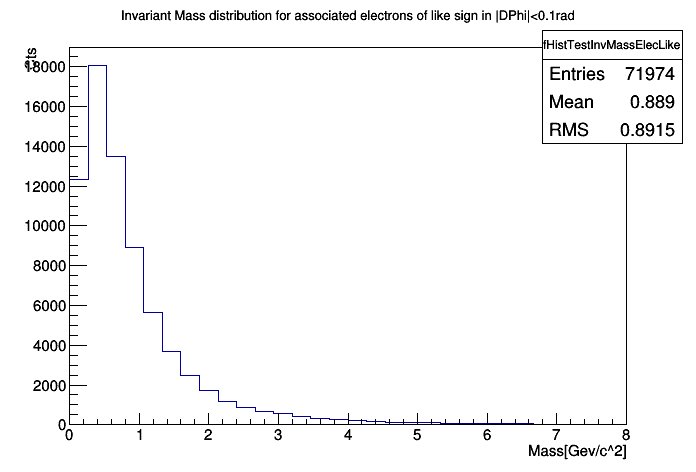 Invariant Mass distribution for associated electrons of like sign in |DPhi|<0.1rad
fHistTestInvMassElecLike
Entries 71974
Mean 0.889
RMS 0.8915
18000
16000
14000
12000
10000
8000
6000
4000
2000
0
0 1 2 3 4 5 6 7 8
Mass[Gev/c^2]